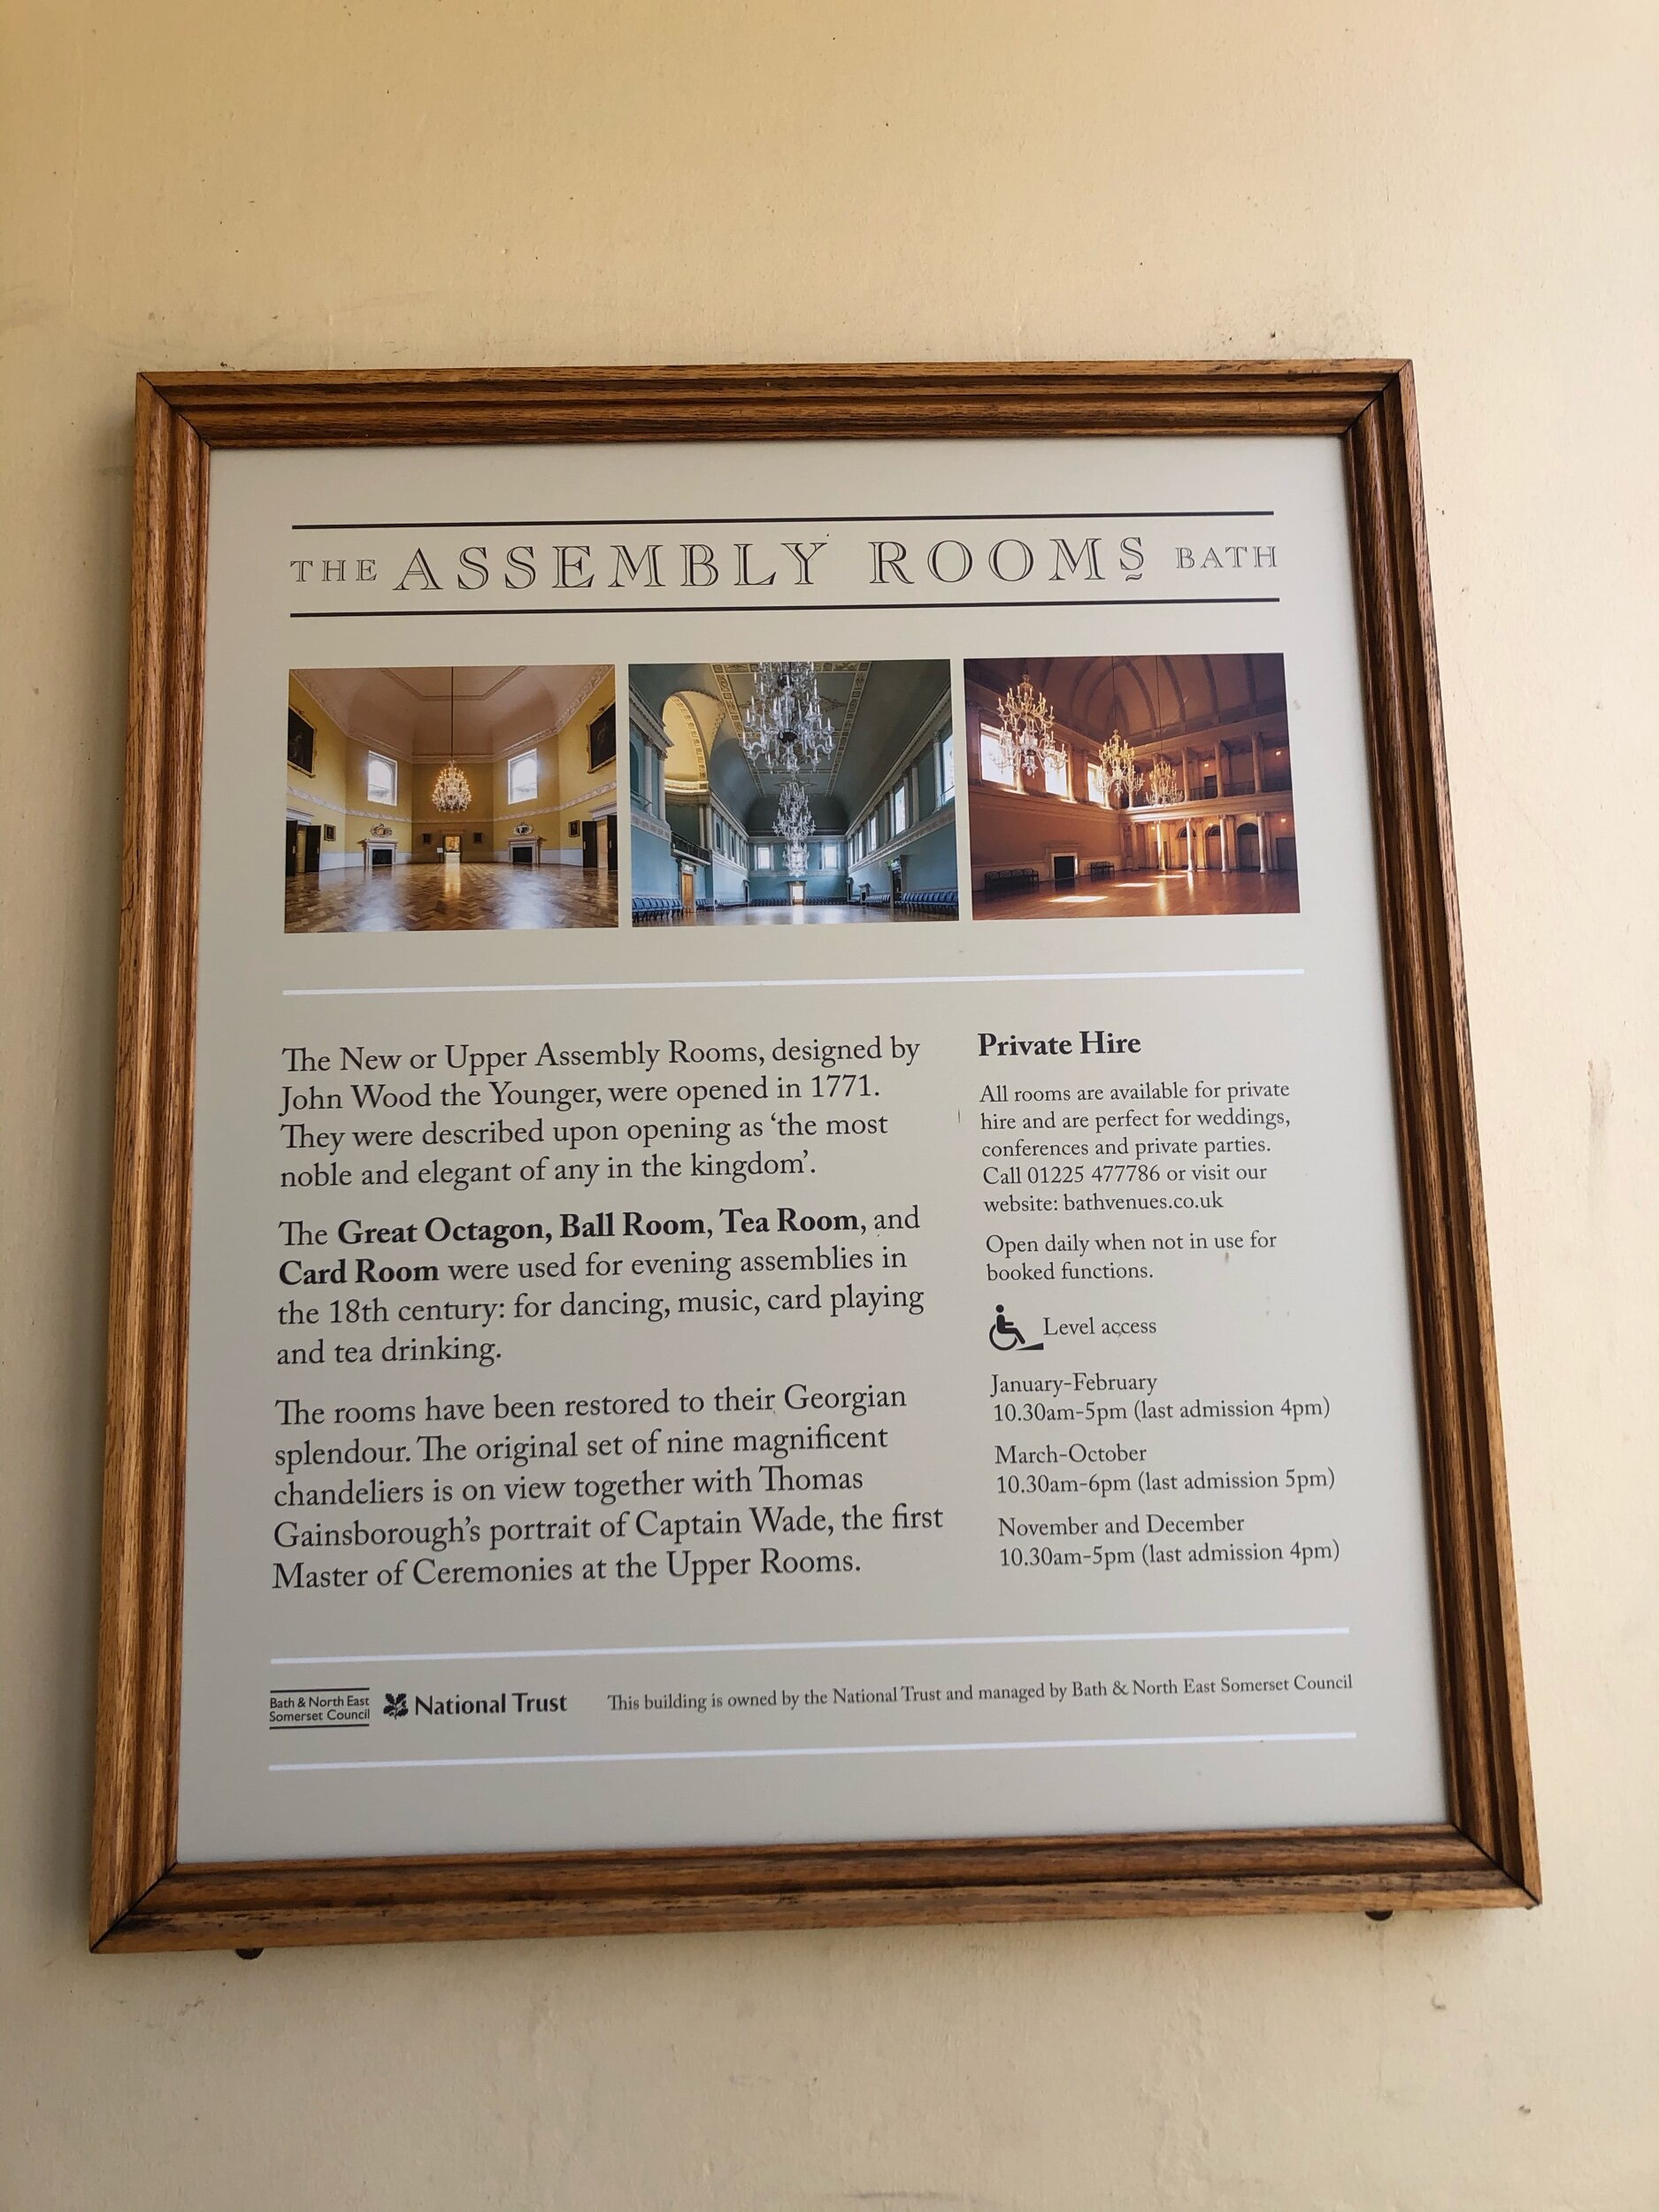 THE ASSEMBLY ROOMS BATH
The New or Upper Assembly Rooms, designed by
John Wood the Younger, were opened in 1771.
They were described upon opening as ‘the most
noble and elegant of any in the kingdom’.
The Great Octagon, Ball Room, Tea Room, and
Card Room were used for evening assemblies in
the 18th century: for dancing, music, card playing
and tea drinking.
The rooms have been restored to their Georgian
splendour. The original set of nine magnificent
chandeliers is on view together with Thomas
Gainsborough’s portrait of Captain Wade, the first
Master of Ceremonies at the Upper Rooms.
Private Hire
All rooms are available for private
hire and are perfect for weddings,
conferences and private parties.
Call 01225 477786 or visit our
website: bathvenues.co.uk
Open daily when not in use for
booked functions.
Level access
January-February
10.30am-5pm (last admission 4pm)
March-October
10.30am-6pm (last admission 5pm)
November and December
10.30am-5pm (last admission 4pm)
Bath & North East
Somerset Council
National Trust
This building is owned by the National Trust and managed by Bath & North East Somerset Council